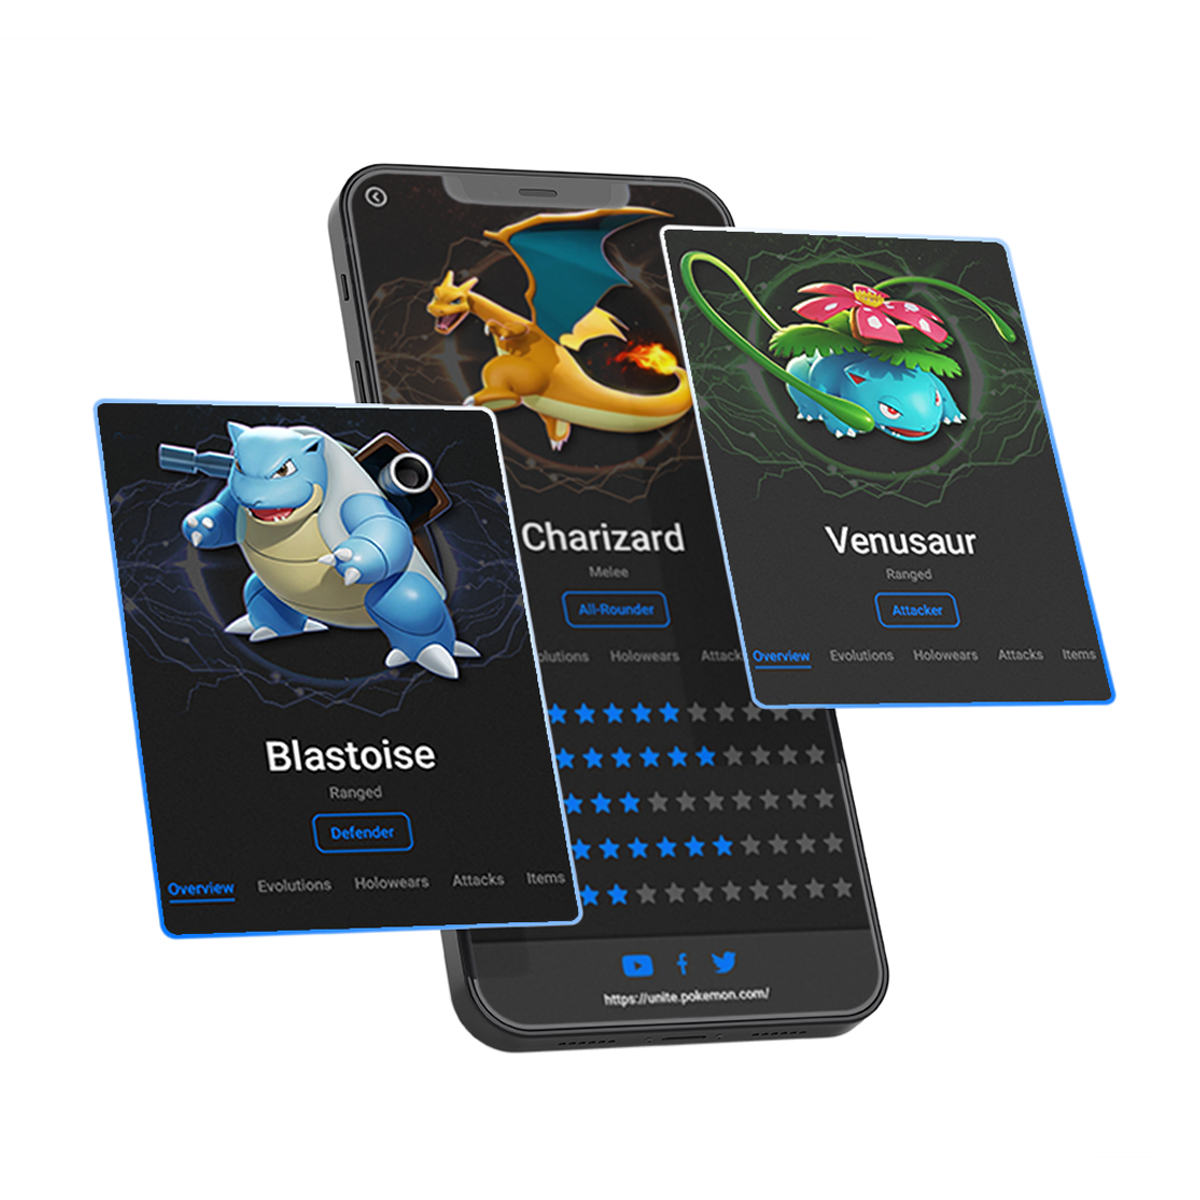 Charizard
Melee
All-Rounder
Holowears
https://unite.pokemon.com/
Venusaur
Ranged
Attacker
Overview Evolutions Holowears Attacks Items
Blastoise
Ranged
Defender
Overview Evolutions Holowears Attacks Items